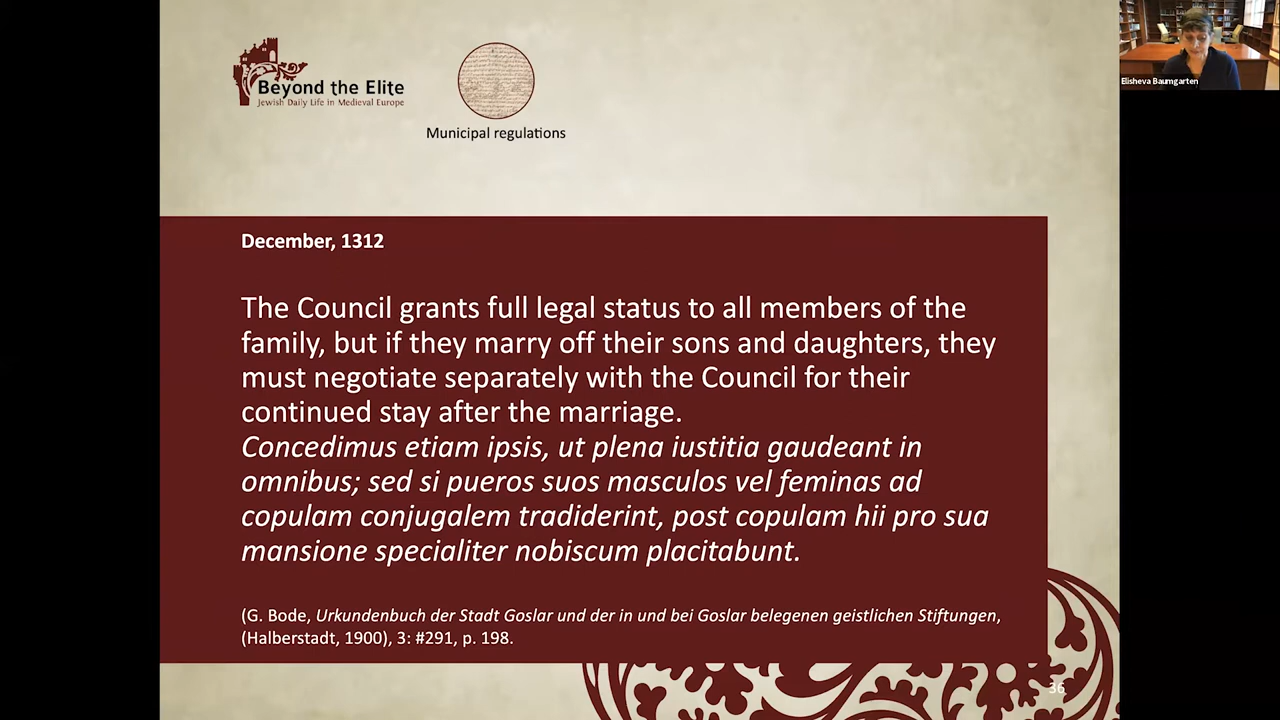 Beyond the Elite
Jewish Daily Life in Medieval Europe
Municipal regulations
Elisheva Baumgarten
December, 1312
The Council grants full legal status to all members of the
family, but if they marry off their sons and daughters, they
must negotiate separately with the Council for their
continued stay after the marriage.
Concedimus etiam ipsis, ut plena iustitia gaudeant in
omnibus; sed si pueros suos masculos vel feminas ad
copulam conjugalem tradiderint, post copulam hii pro sua
mansione specialiter nobiscum placitabunt.
(G. Bode, Urkundenbuch der Stadt Goslar und der in und bei Goslar belegenen geistlichen Stiftungen,
(Halberstadt, 1900), 3: #291, p. 198.
36